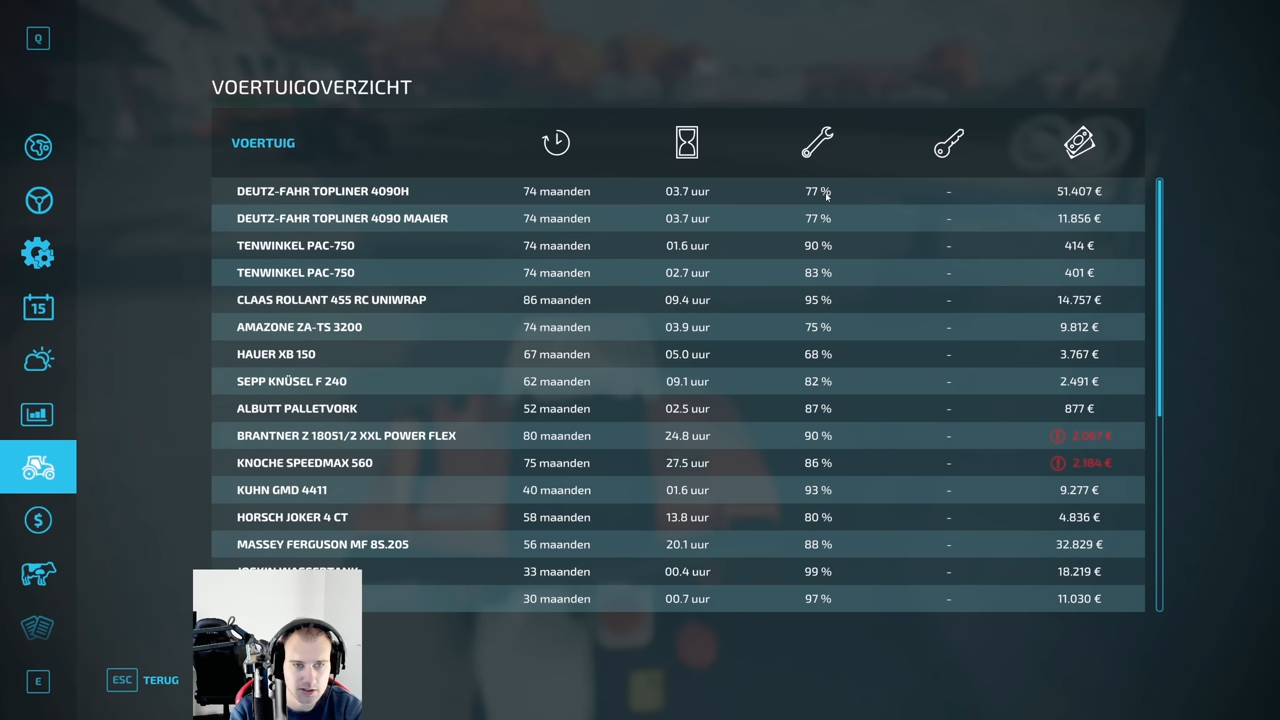 Q
VOERTUIGOVERZICHT
VOERTUIG
15
DEUTZ-FAHR TOPLINER 4090H 74 maanden 03.7 uur 77 % - 51.407 €
DEUTZ-FAHR TOPLINER 4090 MAAIER 74 maanden 03.7 uur 77 % - 11.856 €
TENWINKEL PAC-750 74 maanden 01.6 uur 90 % - 414 €
TENWINKEL PAC-750 74 maanden 02.7 uur 83 % - 401 €
CLAAS ROLLANT 455 RC UNIWRAP 86 maanden 09.4 uur 95 % - 14.757 €
AMAZONE ZA-TS 3200 74 maanden 03.9 uur 75 % - 9.812 €
HAUER XB 150 67 maanden 05.0 uur 68 % - 3.767 €
SEPP KNÜSEL F 240 62 maanden 09.1 uur 82 % - 2.491 €
ALBUTT PALLETVORK 52 maanden 02.5 uur 87 % - 877 €
BRANTNER Z 18051/2 XXL POWER FLEX 80 maanden 24.8 uur 90 % - 2.067 €
KNOCHE SPEEDMAX 560 75 maanden 27.5 uur 86 % - 2.184 €
KUHN GMD 4411 40 maanden 01.6 uur 93 % - 9.277 €
HORSCH JOKER 4 CT 58 maanden 13.8 uur 80 % - 4.836 €
MASSEY FERGUSON MF 8S.205 56 maanden 20.1 uur 88 % - 32.829 €
33 maanden 00.4 uur 99 % - 18.219 €
30 maanden 00.7 uur 97 % - 11.030 €
E
ESC TERUG